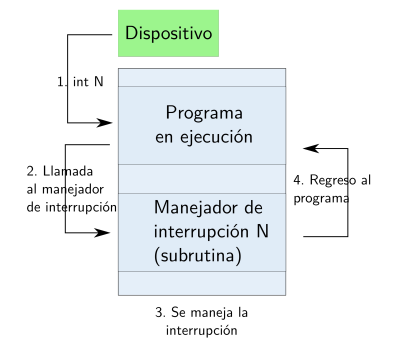 Dispositivo
1. int N
Programa
en ejecución
2. Llamada
al manejador
de interrupción
4. Regreso al
programa
Manejador de
interrupción N
(subrutina)
3. Se maneja la
interrupción